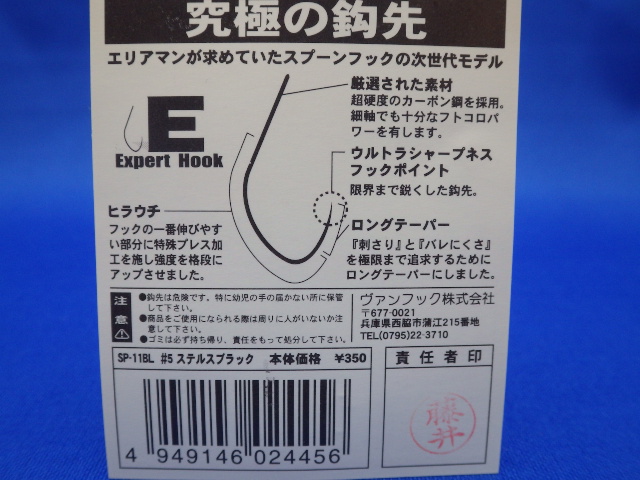 究極の鈎先
エリアマンが求めていたスプーンフックの次世代モデル
E
Expert Hook
厳選された素材
超硬度のカーボン鋼を採用。
細軸でも十分なフトコロパ
ワーを有します。
ウルトラシャープネス
フックポイント
限界まで鋭くした鈎先。
ヒラウチ
フックの一番伸びやす
い部分に特殊プレス加
工を施し強度を格段に
アップさせました。
ロングテーパー
『刺さり』と『バレにくさ』
を極限まで追求するために
ロングテーパーにしました。
注意
●鈎先は危険です。特に幼児の手の届かない所に保管
して下さい。
●商品をご使用になられる際は周りに人がいないか注
意して下さい。
●ゴミは必ず持ち帰り、責任をもって処分して下さい。
ヴァンフック株式会社
〒677-0021
兵庫県西脇市蒲江215番地
TEL(0795)22-3710
SP-11BL #5 ステルスブラック 本体価格 ¥350
責任者印
藤井
4 949146 024456